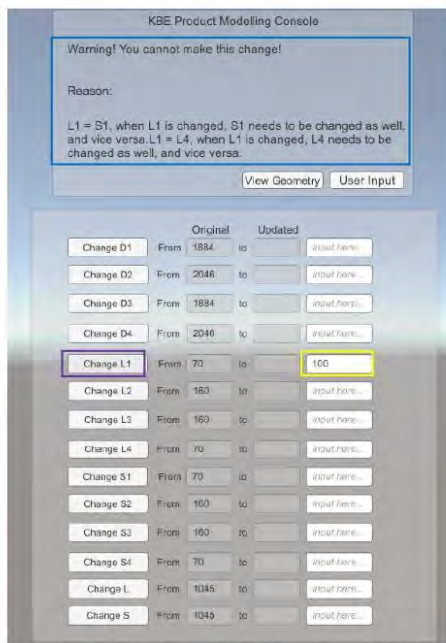 KBE Product Modelling Console
Warning! You cannot make this change!
Reason:
L1 = S1, when L1 is changed, S1 needs to be changed as well,
and vice versa.L1 = L4, when L1 is changed, L4 needs to be
changed as well, and vice versa.
View Geometry User Input
Original Updated
Change D1 From 1884 to input here...
Change D2 From 2046 to input here...
Change D3 From 1884 to input here...
Change D4 From 2046 to input here...
Change L1 From 70 to 100
Change L2 From 160 to input here...
Change L3 From 160 to input here...
Change L4 From 70 to input here...
Change S1 From 70 to input here...
Change S2 From 160 to input here...
Change S3 From 160 to input here...
Change S4 From 70 to input here...
Change L From 1045 to input here...
Change S From 1045 to input here...